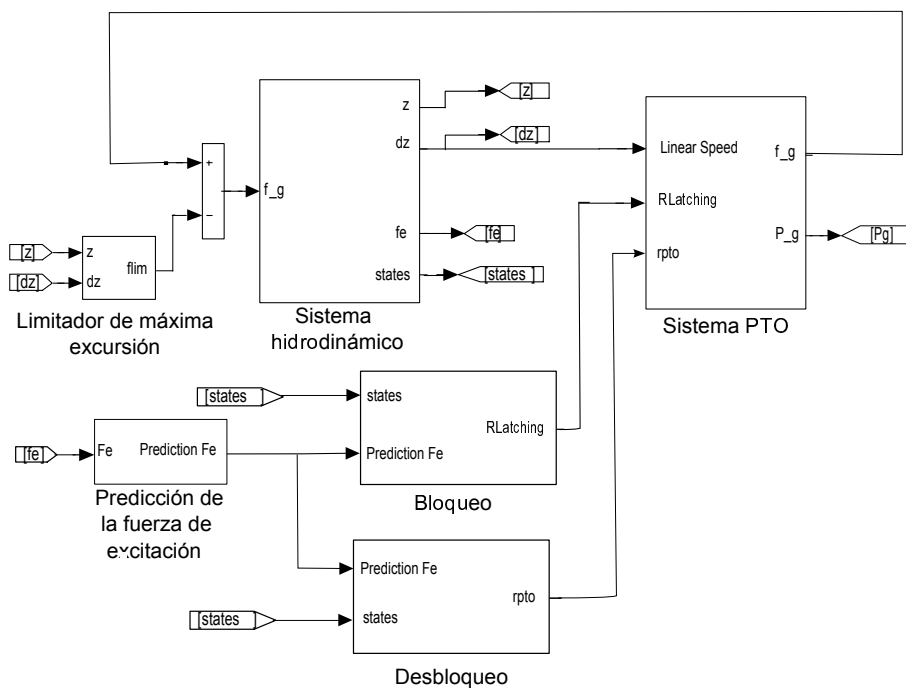 z
[z]
dz
[dz]
+
−
f_g
fe
[fe]
states
[states ]
Sistema
hidrodinámico
[z]
z
flim
[dz]
dz
Limitador de máxima
excursión
Linear Speed
f_g
RLatching
P_g
[Pg]
rpto
Sistema PTO
[states
states
RLatching
Prediction Fe
Bloqueo
[fe]
Fe
Prediction Fe
Predicción de
la fuerza de
excitación
Prediction Fe
rpto
[states
states
Desbloqueo